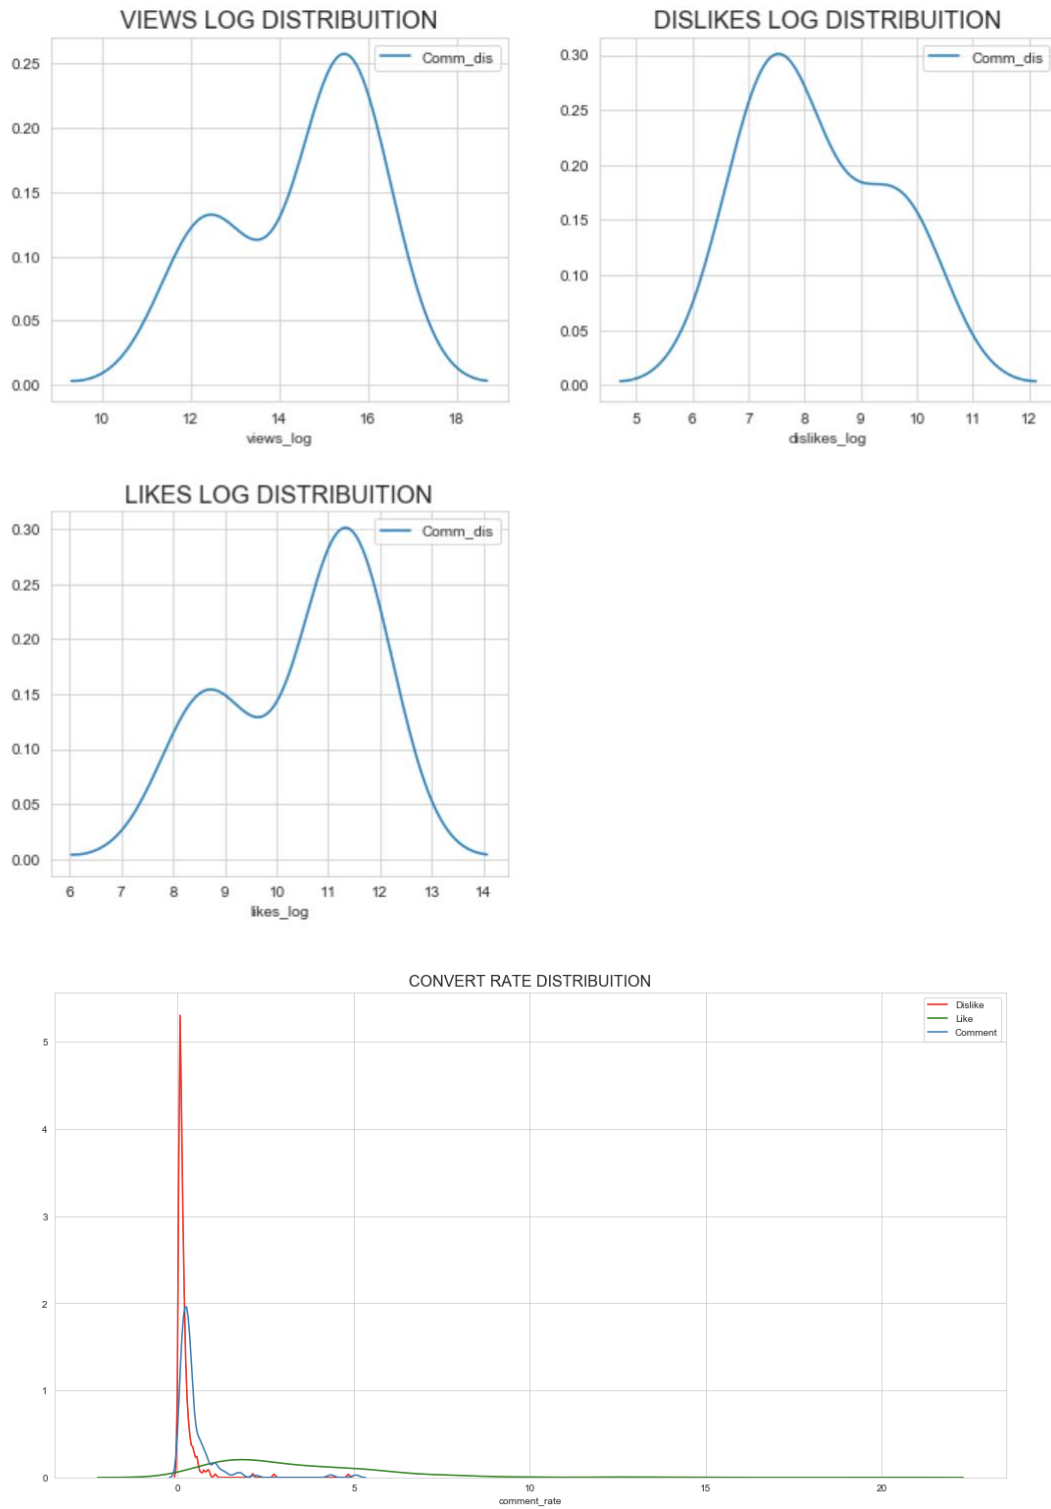 VIEWS LOG DISTRIBUITION
Comm_dis
0.25
0.20
0.15
0.10
0.05
0.00
10 12 14 16 18
views_log
DISLIKES LOG DISTRIBUITION
Comm_dis
0.30
0.25
0.20
0.15
0.10
0.05
0.00
5 6 7 8 9 10 11 12
dislikes_log
LIKES LOG DISTRIBUITION
Comm_dis
0.30
0.25
0.20
0.15
0.10
0.05
0.00
6 7 8 9 10 11 12 13 14
likes_log
CONVERT RATE DISTRIBUITION
Dislike
Like
Comment
5
4
3
2
1
0
0 5 10 15 20
comment_rate